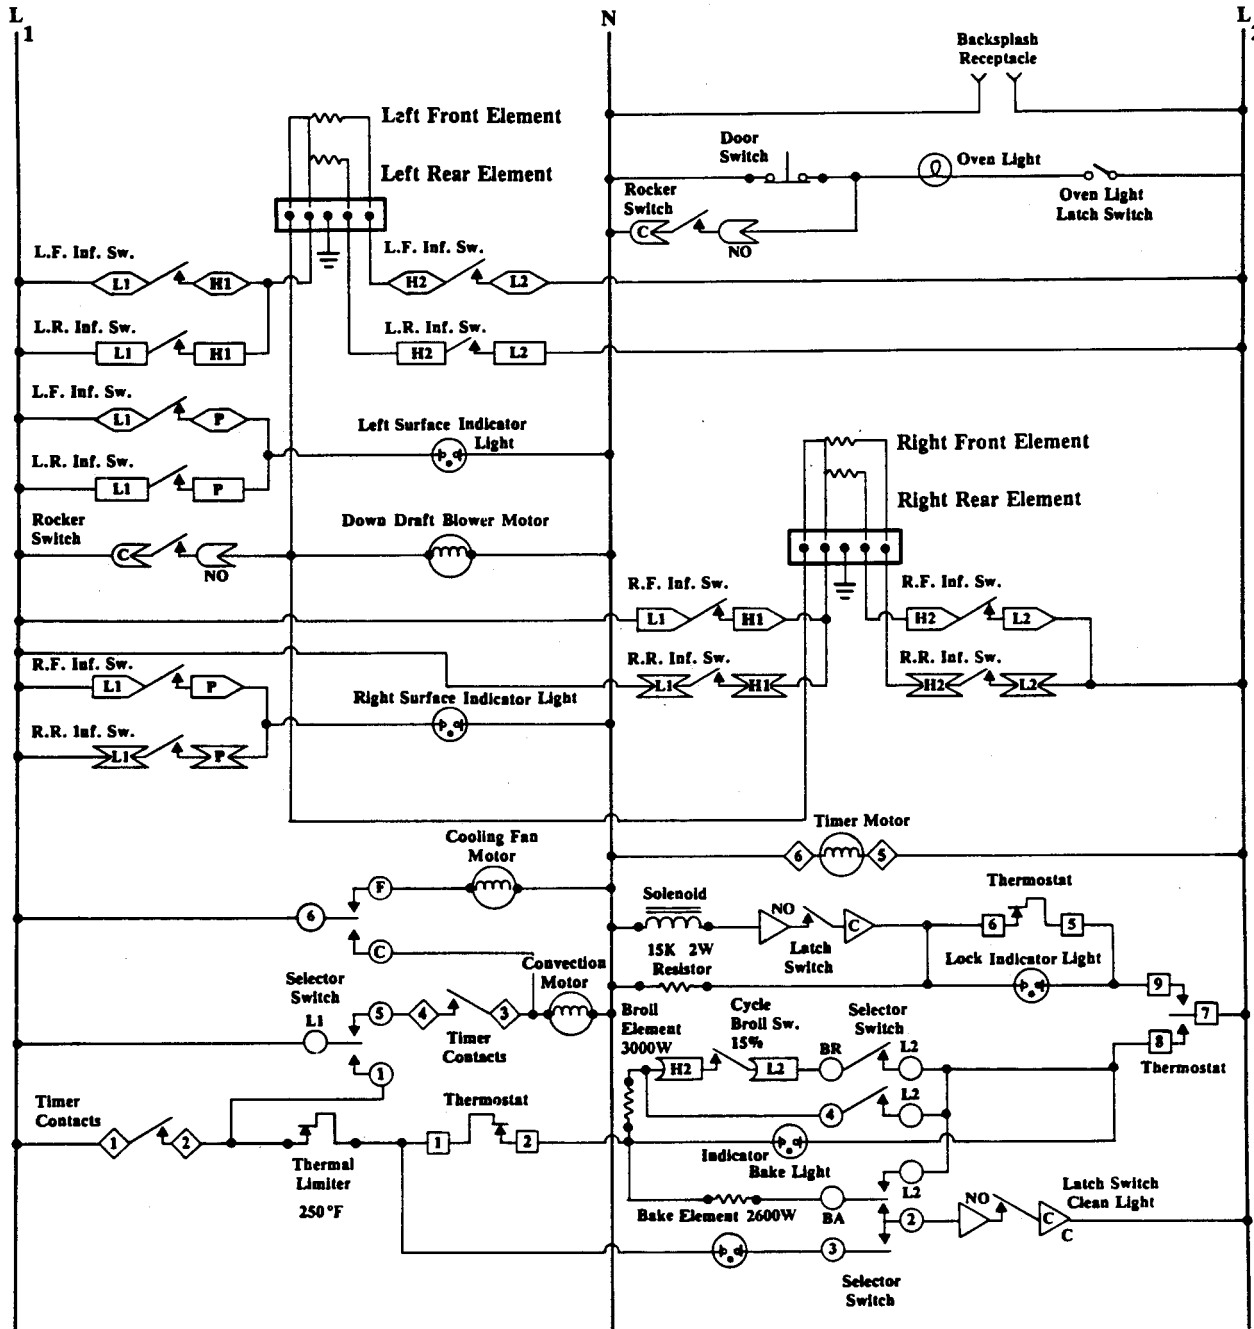 L1
N
L2
Backsplash
Receptacle
Left Front Element
Left Rear Element
Door
Switch
Oven Light
Oven Light
Latch Switch
Rocker
Switch
C
NO
L.F. Inf. Sw.
L1
H1
L.F. Inf. Sw.
H2
L2
L.R. Inf. Sw.
L1
H1
L.R. Inf. Sw.
H2
L2
L.F. Inf. Sw.
L1
P
Left Surface Indicator
Light
L.R. Inf. Sw.
L1
P
Right Front Element
Right Rear Element
Rocker
Switch
C
NO
Down Draft Blower Motor
R.F. Inf. Sw.
L1
H1
R.F. Inf. Sw.
H2
L2
R.R. Inf. Sw.
L1
H1
R.R. Inf. Sw.
H2
L2
R.F. Inf. Sw.
L1
P
Right Surface Indicator Light
R.R. Inf. Sw.
L1
P
Timer Motor
6
5
Cooling Fan
Motor
F
6
C
Solenoid
NO
C
Latch
Switch
Thermostat
6
5
15K 2W
Resistor
Lock Indicator Light
9
7
8
Thermostat
Selector
Switch
L1
5
4
3
Timer
Contacts
Convection
Motor
1
Broil
Element
3000W
Cycle
Broil Sw.
15%
H2
L2
BR
Selector
Switch
L2
4
L2
Timer
Contacts
1
2
Thermal
Limiter
250°F
Thermostat
1
2
Indicator
Bake Light
L2
Bake Element 2600W
BA
2
NO
C
C
Latch Switch
Clean Light
3
Selector
Switch